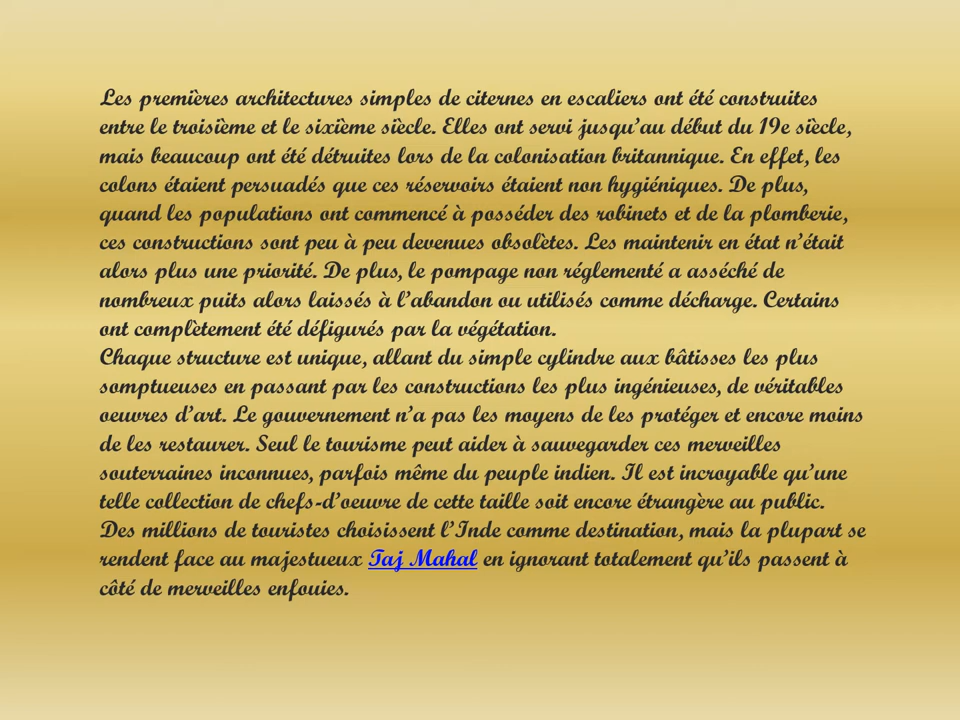 Les premières architectures simples de citernes en escaliers ont été construites
entre le troisième et le sixième siècle. Elles ont servi jusqu’au début du 19e siècle,
mais beaucoup ont été détruites lors de la colonisation britannique. En effet, les
colons étaient persuadés que ces réservoirs étaient non hygiéniques. De plus,
quand les populations ont commencé à posséder des robinets et de la plomberie,
ces constructions sont peu à peu devenues obsolètes. Les maintenir en état n’était
alors plus une priorité. De plus, le pompage non réglementé a asséché de
nombreux puits alors laissés à l’abandon ou utilisés comme décharge. Certains
ont complètement été défigurés par la végétation.
Chaque structure est unique, allant du simple cylindre aux bâtisses les plus
somptueuses en passant par les constructions les plus ingénieuses, de véritables
oeuvres d’art. Le gouvernement n’a pas les moyens de les protéger et encore moins
de les restaurer. Seul le tourisme peut aider à sauvegarder ces merveilles
souterraines inconnues, parfois même du peuple indien. Il est incroyable qu’une
telle collection de chefs-d’oeuvre de cette taille soit encore étrangère au public.
Des millions de touristes choisissent l’Inde comme destination, mais la plupart se
rendent face au majestueux Taj Mahal en ignorant totalement qu’ils passent à
côté de merveilles enfouies.